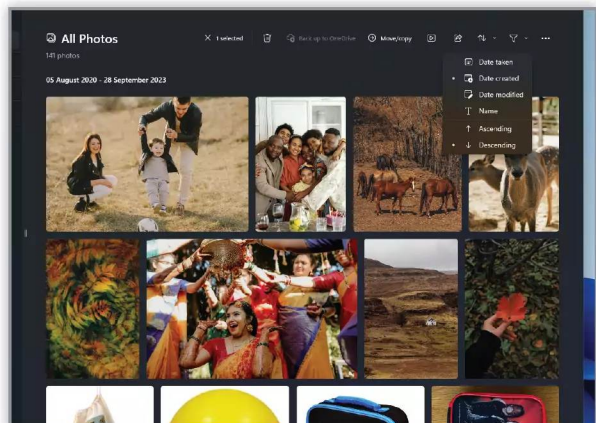 All Photos
1 selected
Back up to OneDrive
Move/copy
141 photos
05 August 2020 - 28 September 2023
Date taken
Date created
Date modified
Name
Ascending
Descending